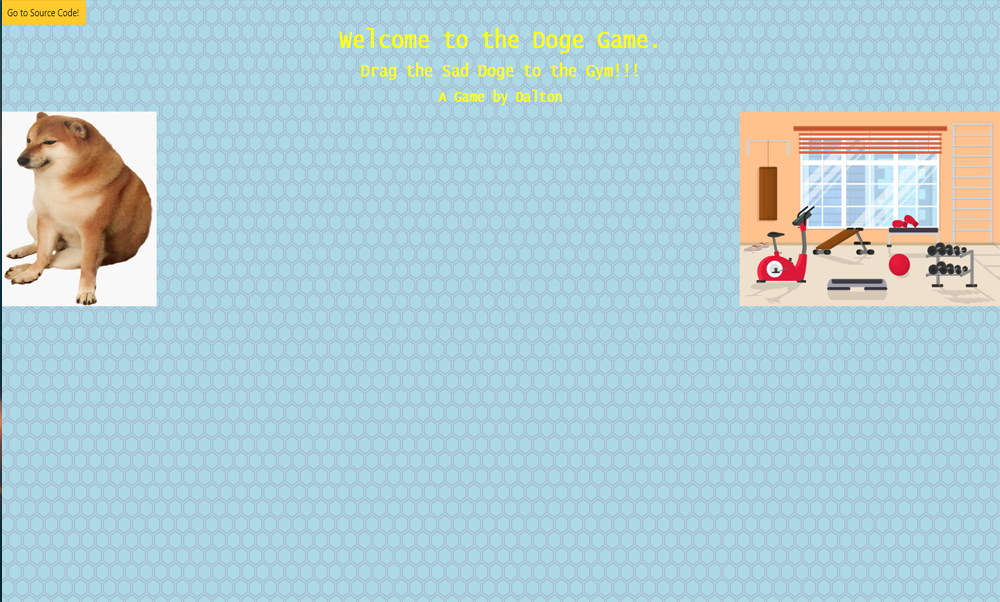 Go to Source Code!
Welcome to the Doge Game.
Drag the Sad Doge to the Gym!!!
A Game by Dalton